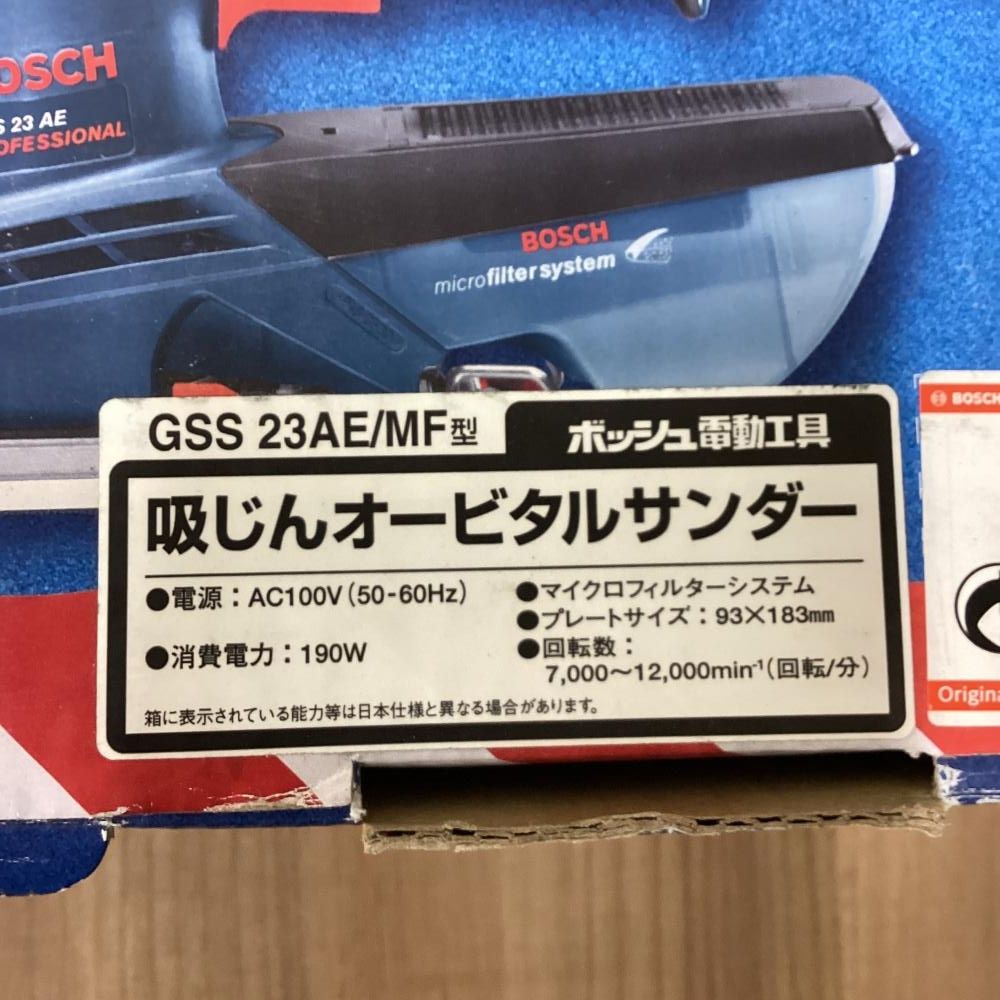 BOSCH
23 AE
PROFESSIONAL
BOSCH
microfiltersystem
GSS 23AE/MF型
ボッシュ電動工具
吸じんオービタルサンダー
●電源：AC100V（50-60Hz）
●消費電力：190W
●マイクロフィルターシステム
●プレートサイズ：93×183mm
●回転数：
7,000～12,000min⁻¹（回転/分）
箱に表示されている能力等は日本仕様と異なる場合があります。
BOSCH
Origina